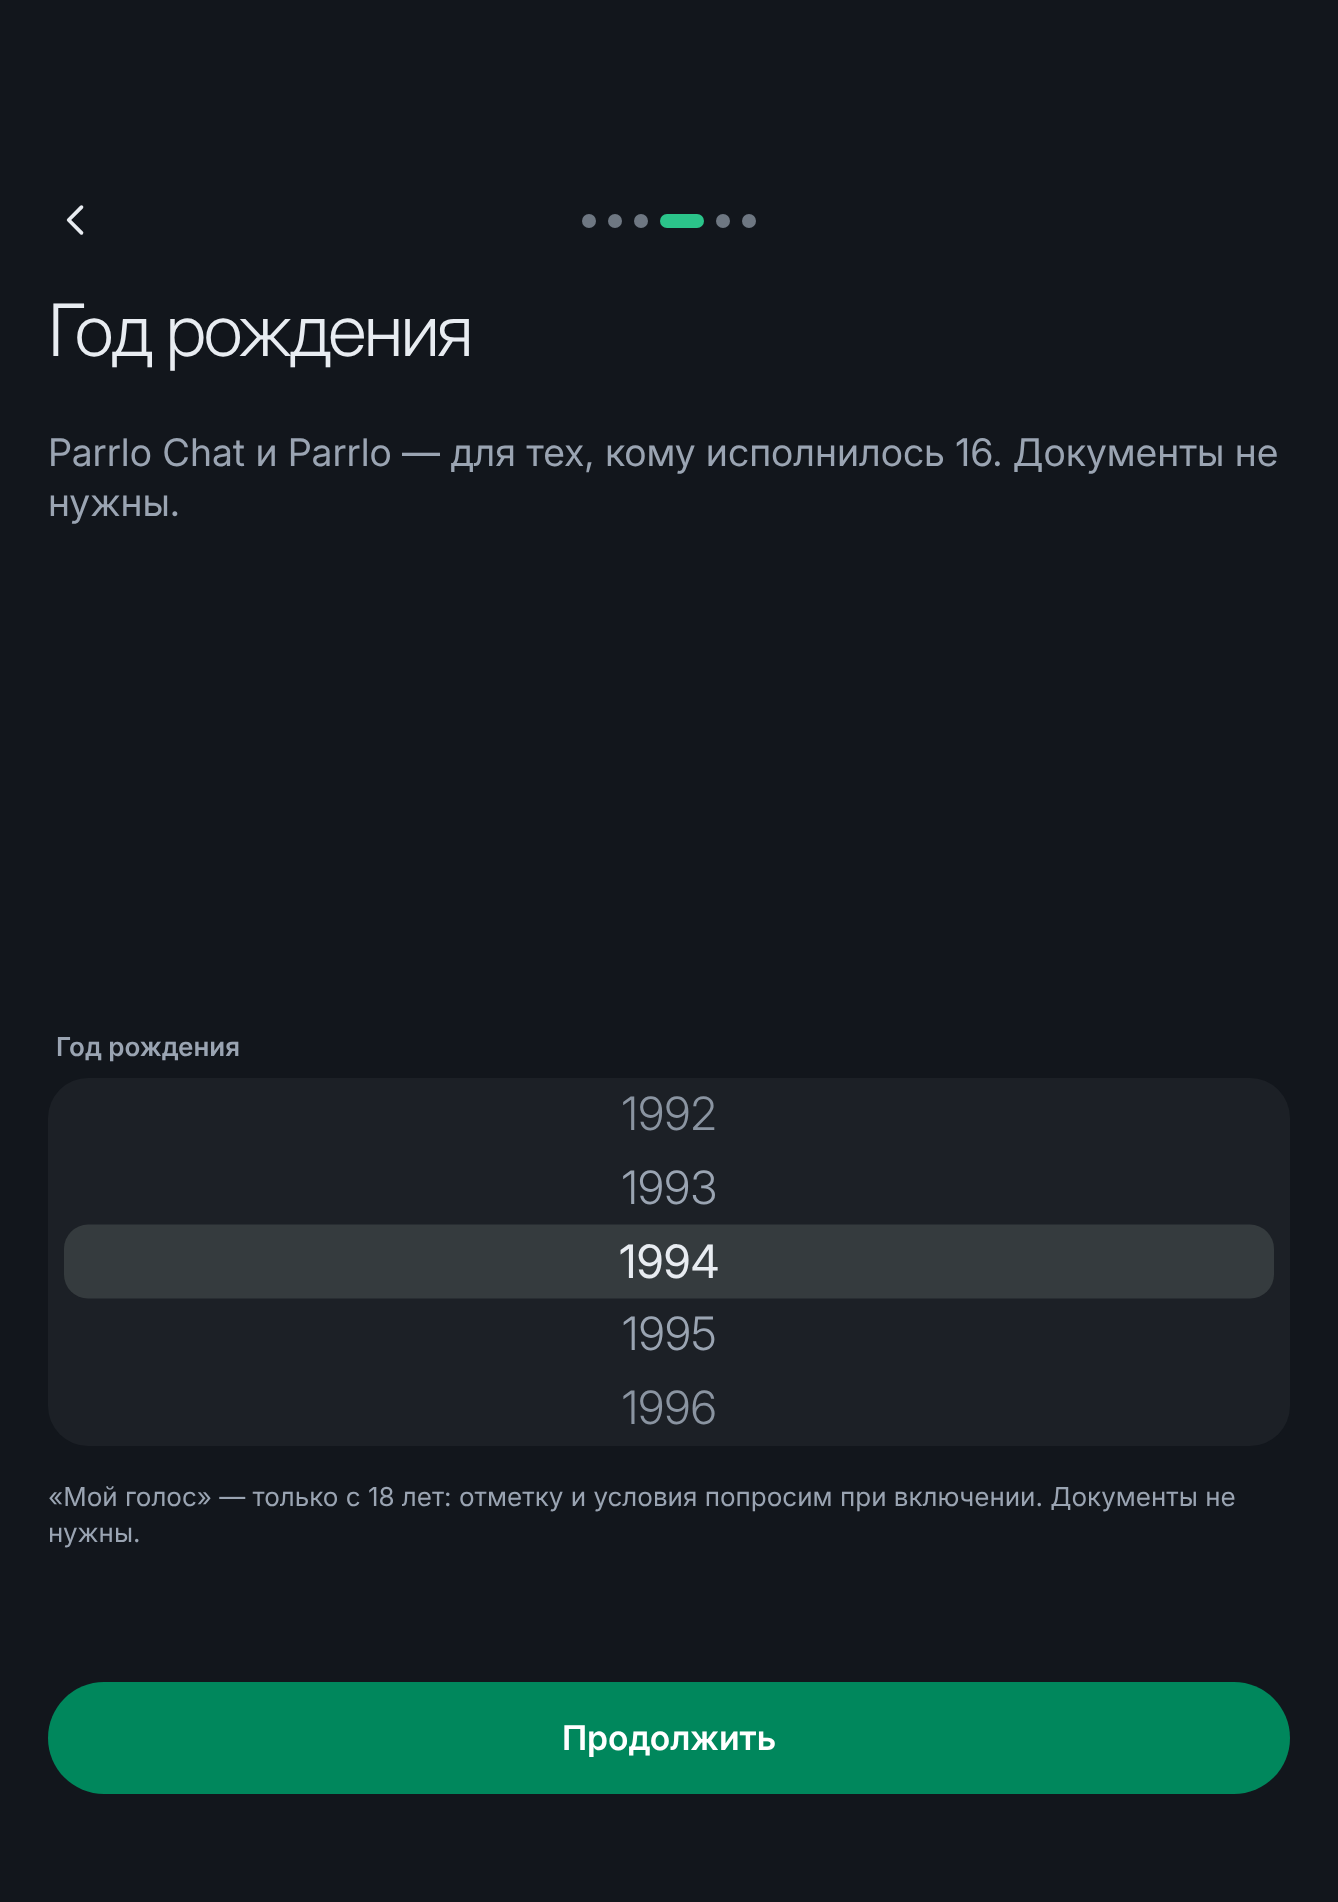 Год рождения
Parrlo Chat и Parrlo — для тех, кому исполнилось 16. Документы не
нужны.
Год рождения
1992
1993
1994
1995
1996
«Мой голос» — только с 18 лет: отметку и условия попросим при включении. Документы не
нужны.
Продолжить